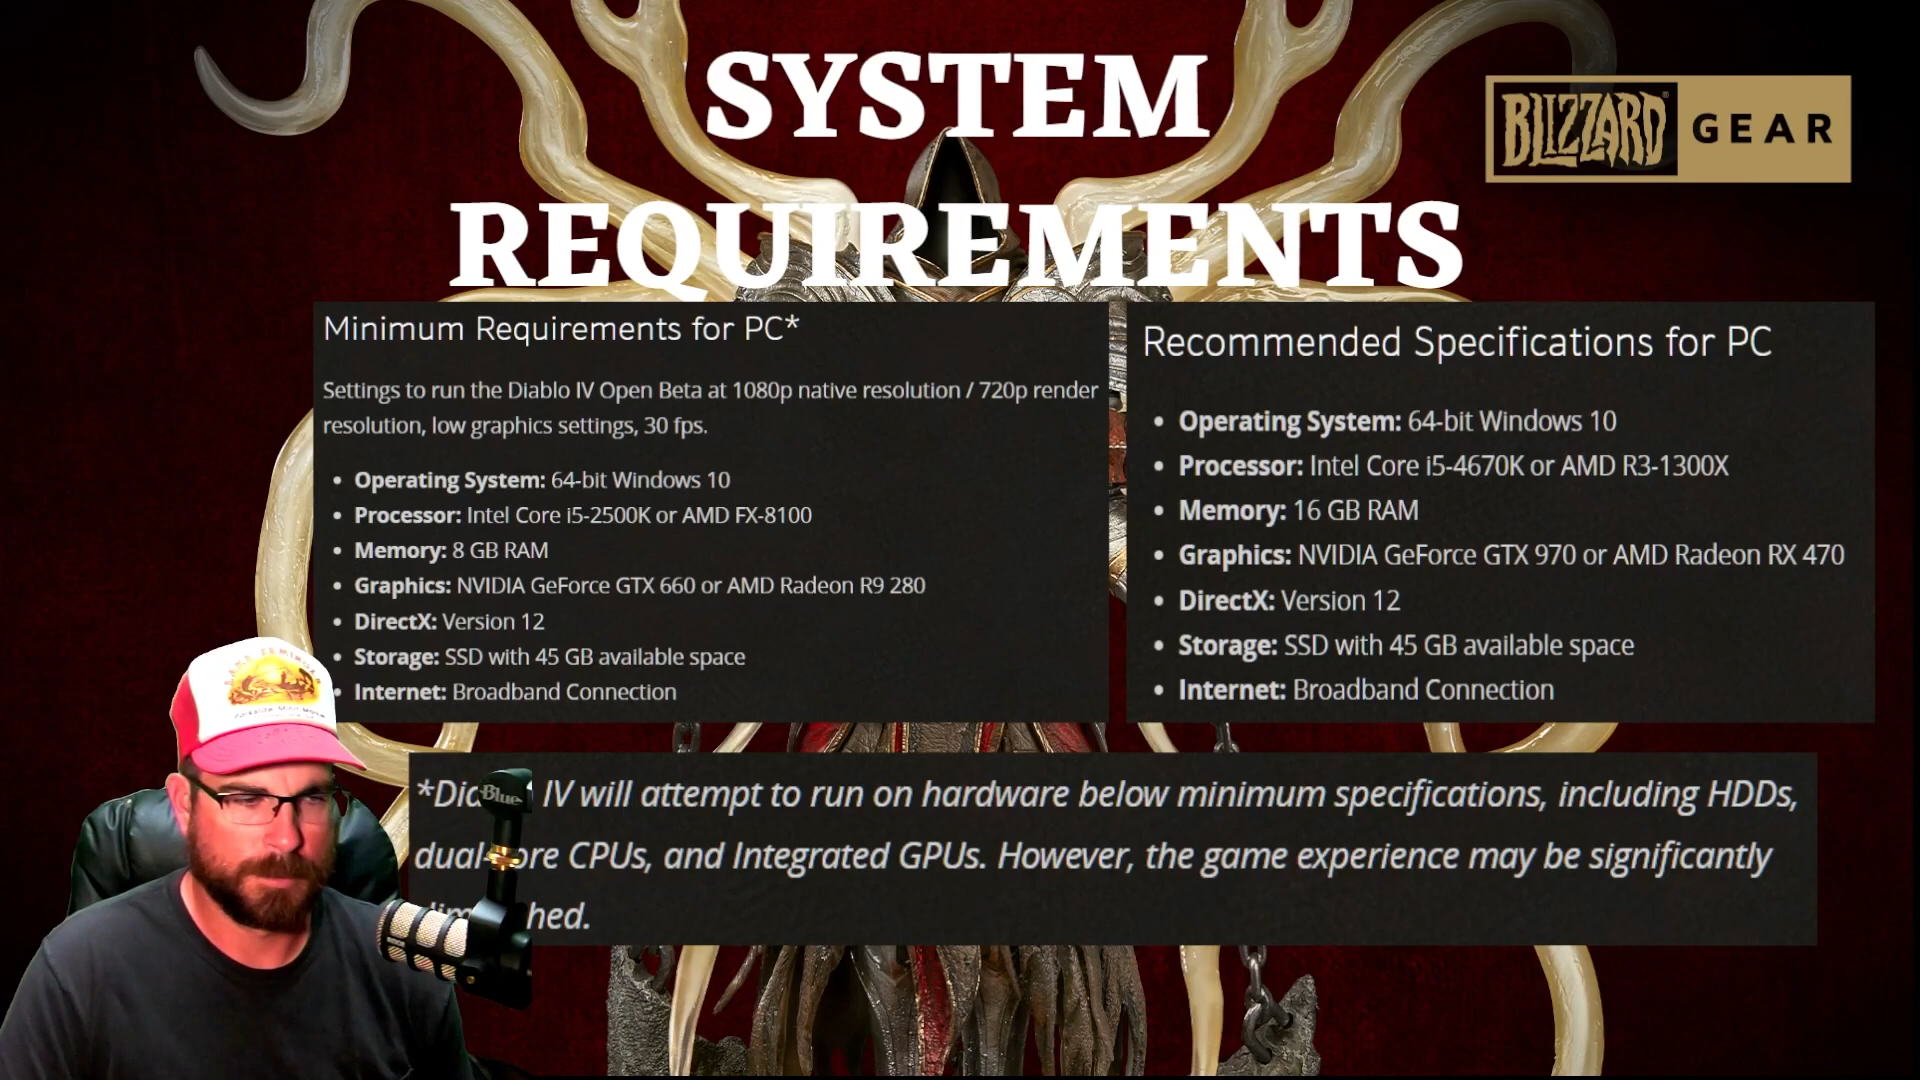 SYSTEM
REQUIREMENTS
BLIZZARD GEAR
Minimum Requirements for PC*
Settings to run the Diablo IV Open Beta at 1080p native resolution / 720p render
resolution, low graphics settings, 30 fps.
• Operating System: 64-bit Windows 10
• Processor: Intel Core i5-2500K or AMD FX-8100
• Memory: 8 GB RAM
• Graphics: NVIDIA GeForce GTX 660 or AMD Radeon R9 280
• DirectX: Version 12
• Storage: SSD with 45 GB available space
• Internet: Broadband Connection
Recommended Specifications for PC
• Operating System: 64-bit Windows 10
• Processor: Intel Core i5-4670K or AMD R3-1300X
• Memory: 16 GB RAM
• Graphics: NVIDIA GeForce GTX 970 or AMD Radeon RX 470
• DirectX: Version 12
• Storage: SSD with 45 GB available space
• Internet: Broadband Connection
IV will attempt to run on hardware below minimum specifications, including HDDs,
CPUs, and Integrated GPUs. However, the game experience may be significantly
Blue